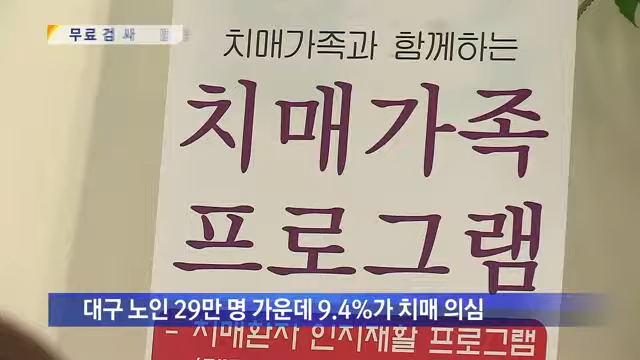 무료검사
치매가족과 함께하는
치매가족
프로그램
대구 노인 29만 명 가운데 9.4%가 치매 의심
- 치매환자 인지재활 프로그램